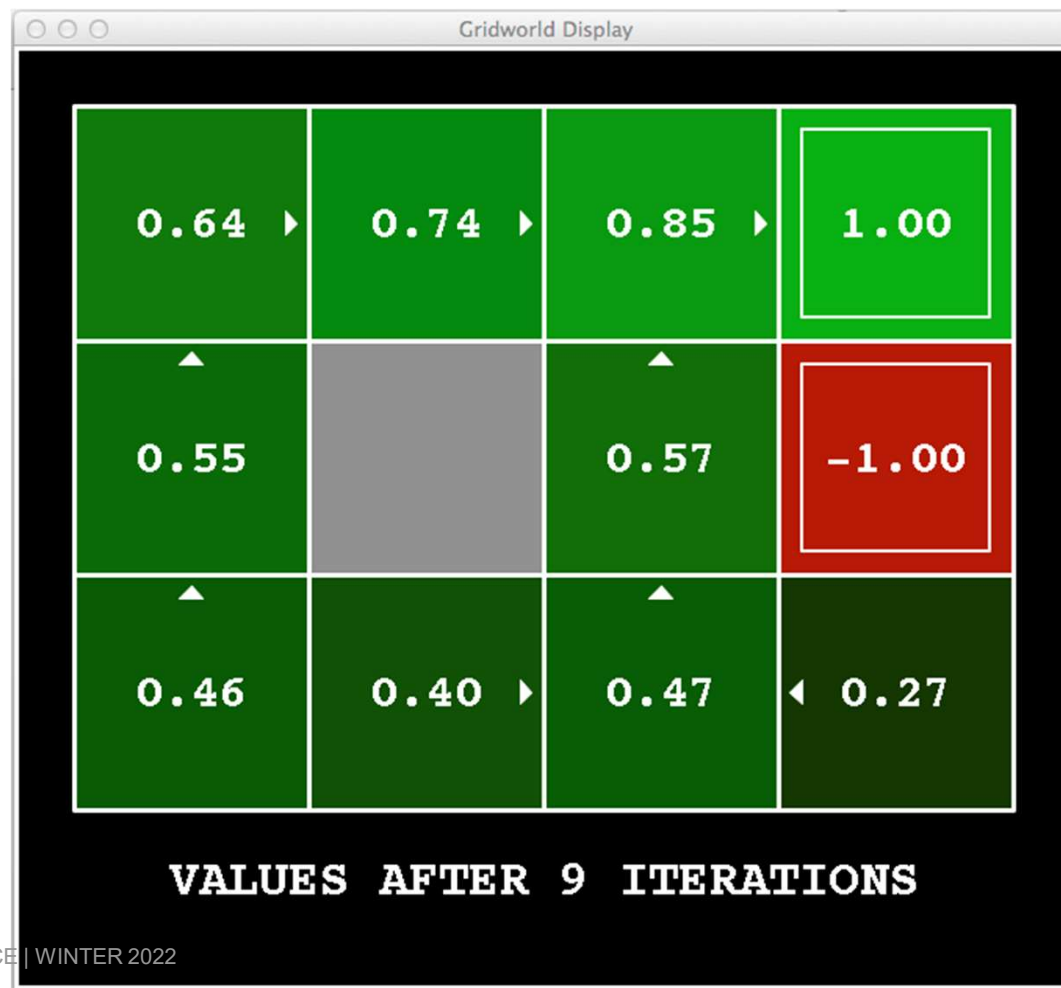 Gridworld Display
0.64 0.74 0.85 1.00
0.55 0.57 -1.00
0.46 0.40 0.47 0.27
VALUES AFTER 9 ITERATIONS
| WINTER 2022